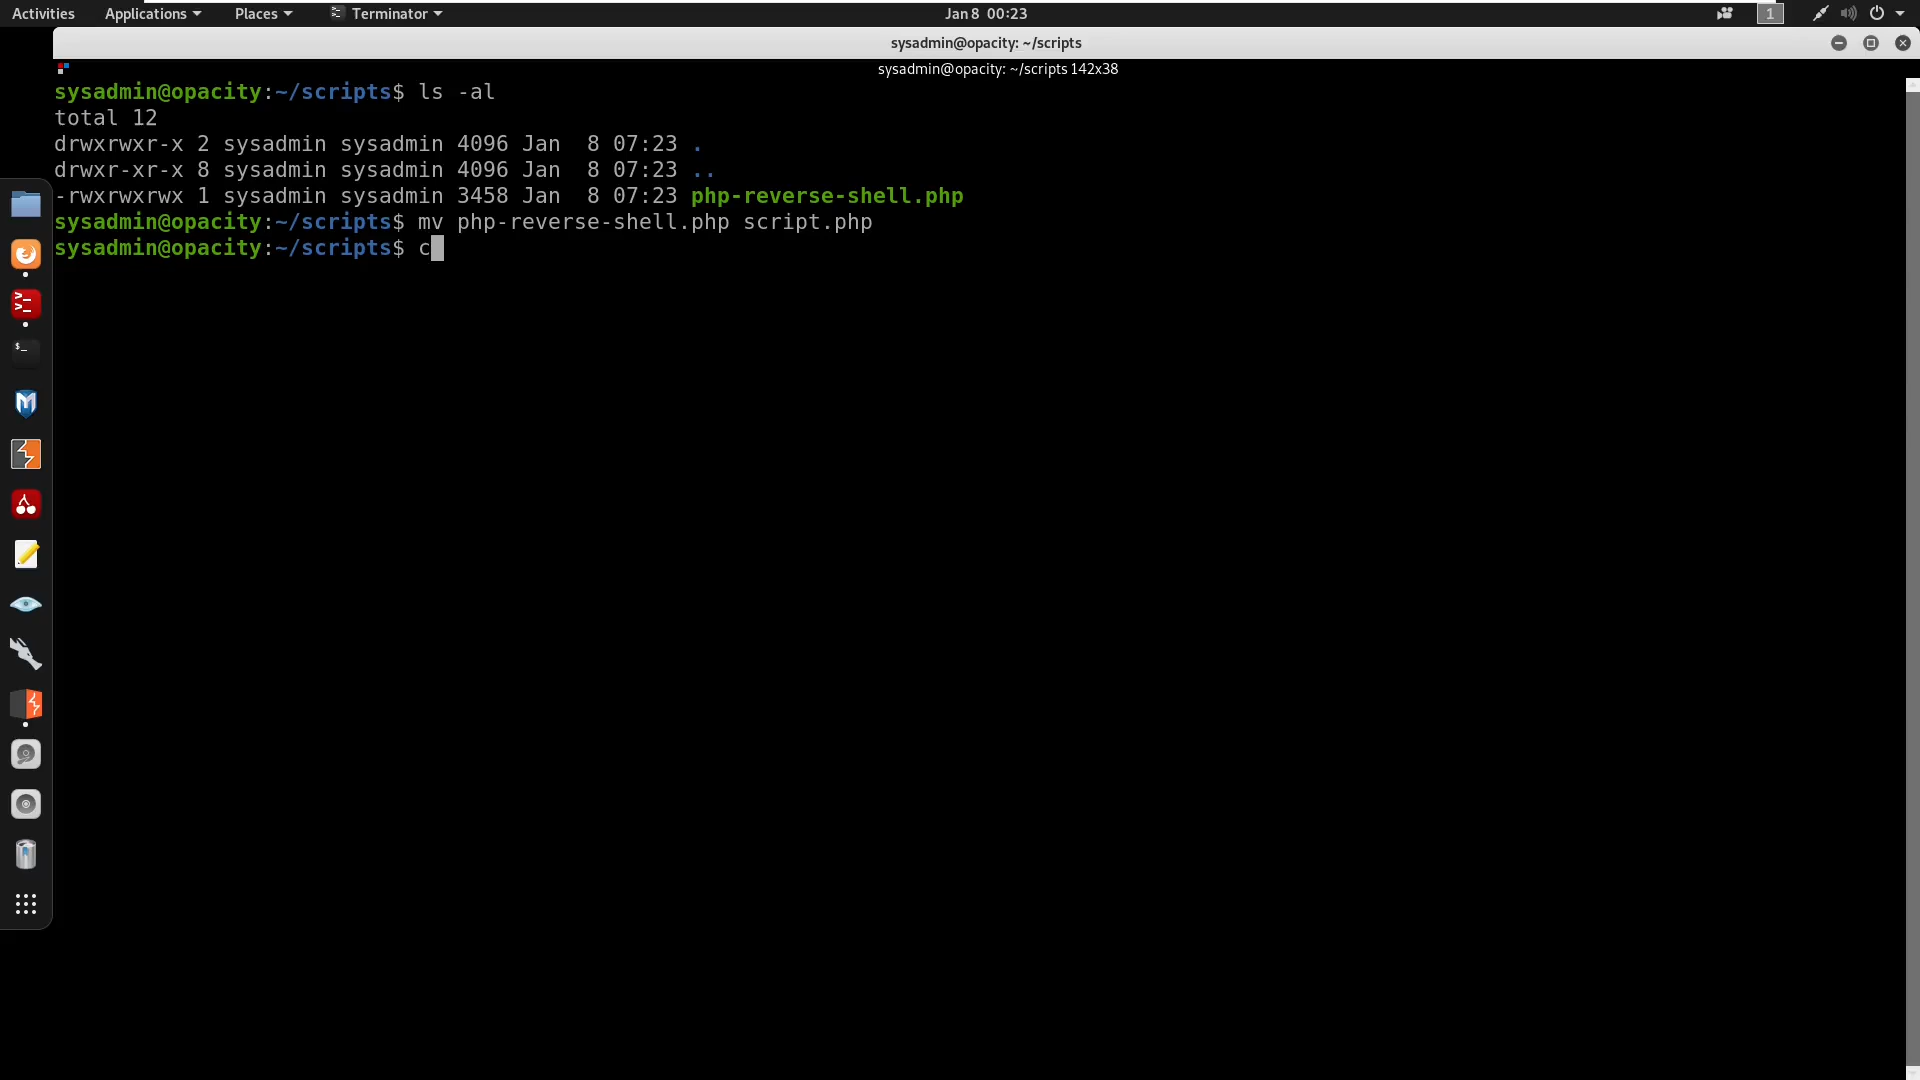 Activities Applications Places Terminator Jan 8 00:23 1
sysadmin@opacity: ~/scripts
sysadmin@opacity: ~/scripts 142x38
sysadmin@opacity:~/scripts$ ls -al
total 12
drwxrwxr-x 2 sysadmin sysadmin 4096 Jan  8 07:23 .
drwxr-xr-x 8 sysadmin sysadmin 4096 Jan  8 07:23 ..
-rwxrwxrwx 1 sysadmin sysadmin 3458 Jan  8 07:23 php-reverse-shell.php
sysadmin@opacity:~/scripts$ mv php-reverse-shell.php script.php
sysadmin@opacity:~/scripts$ c